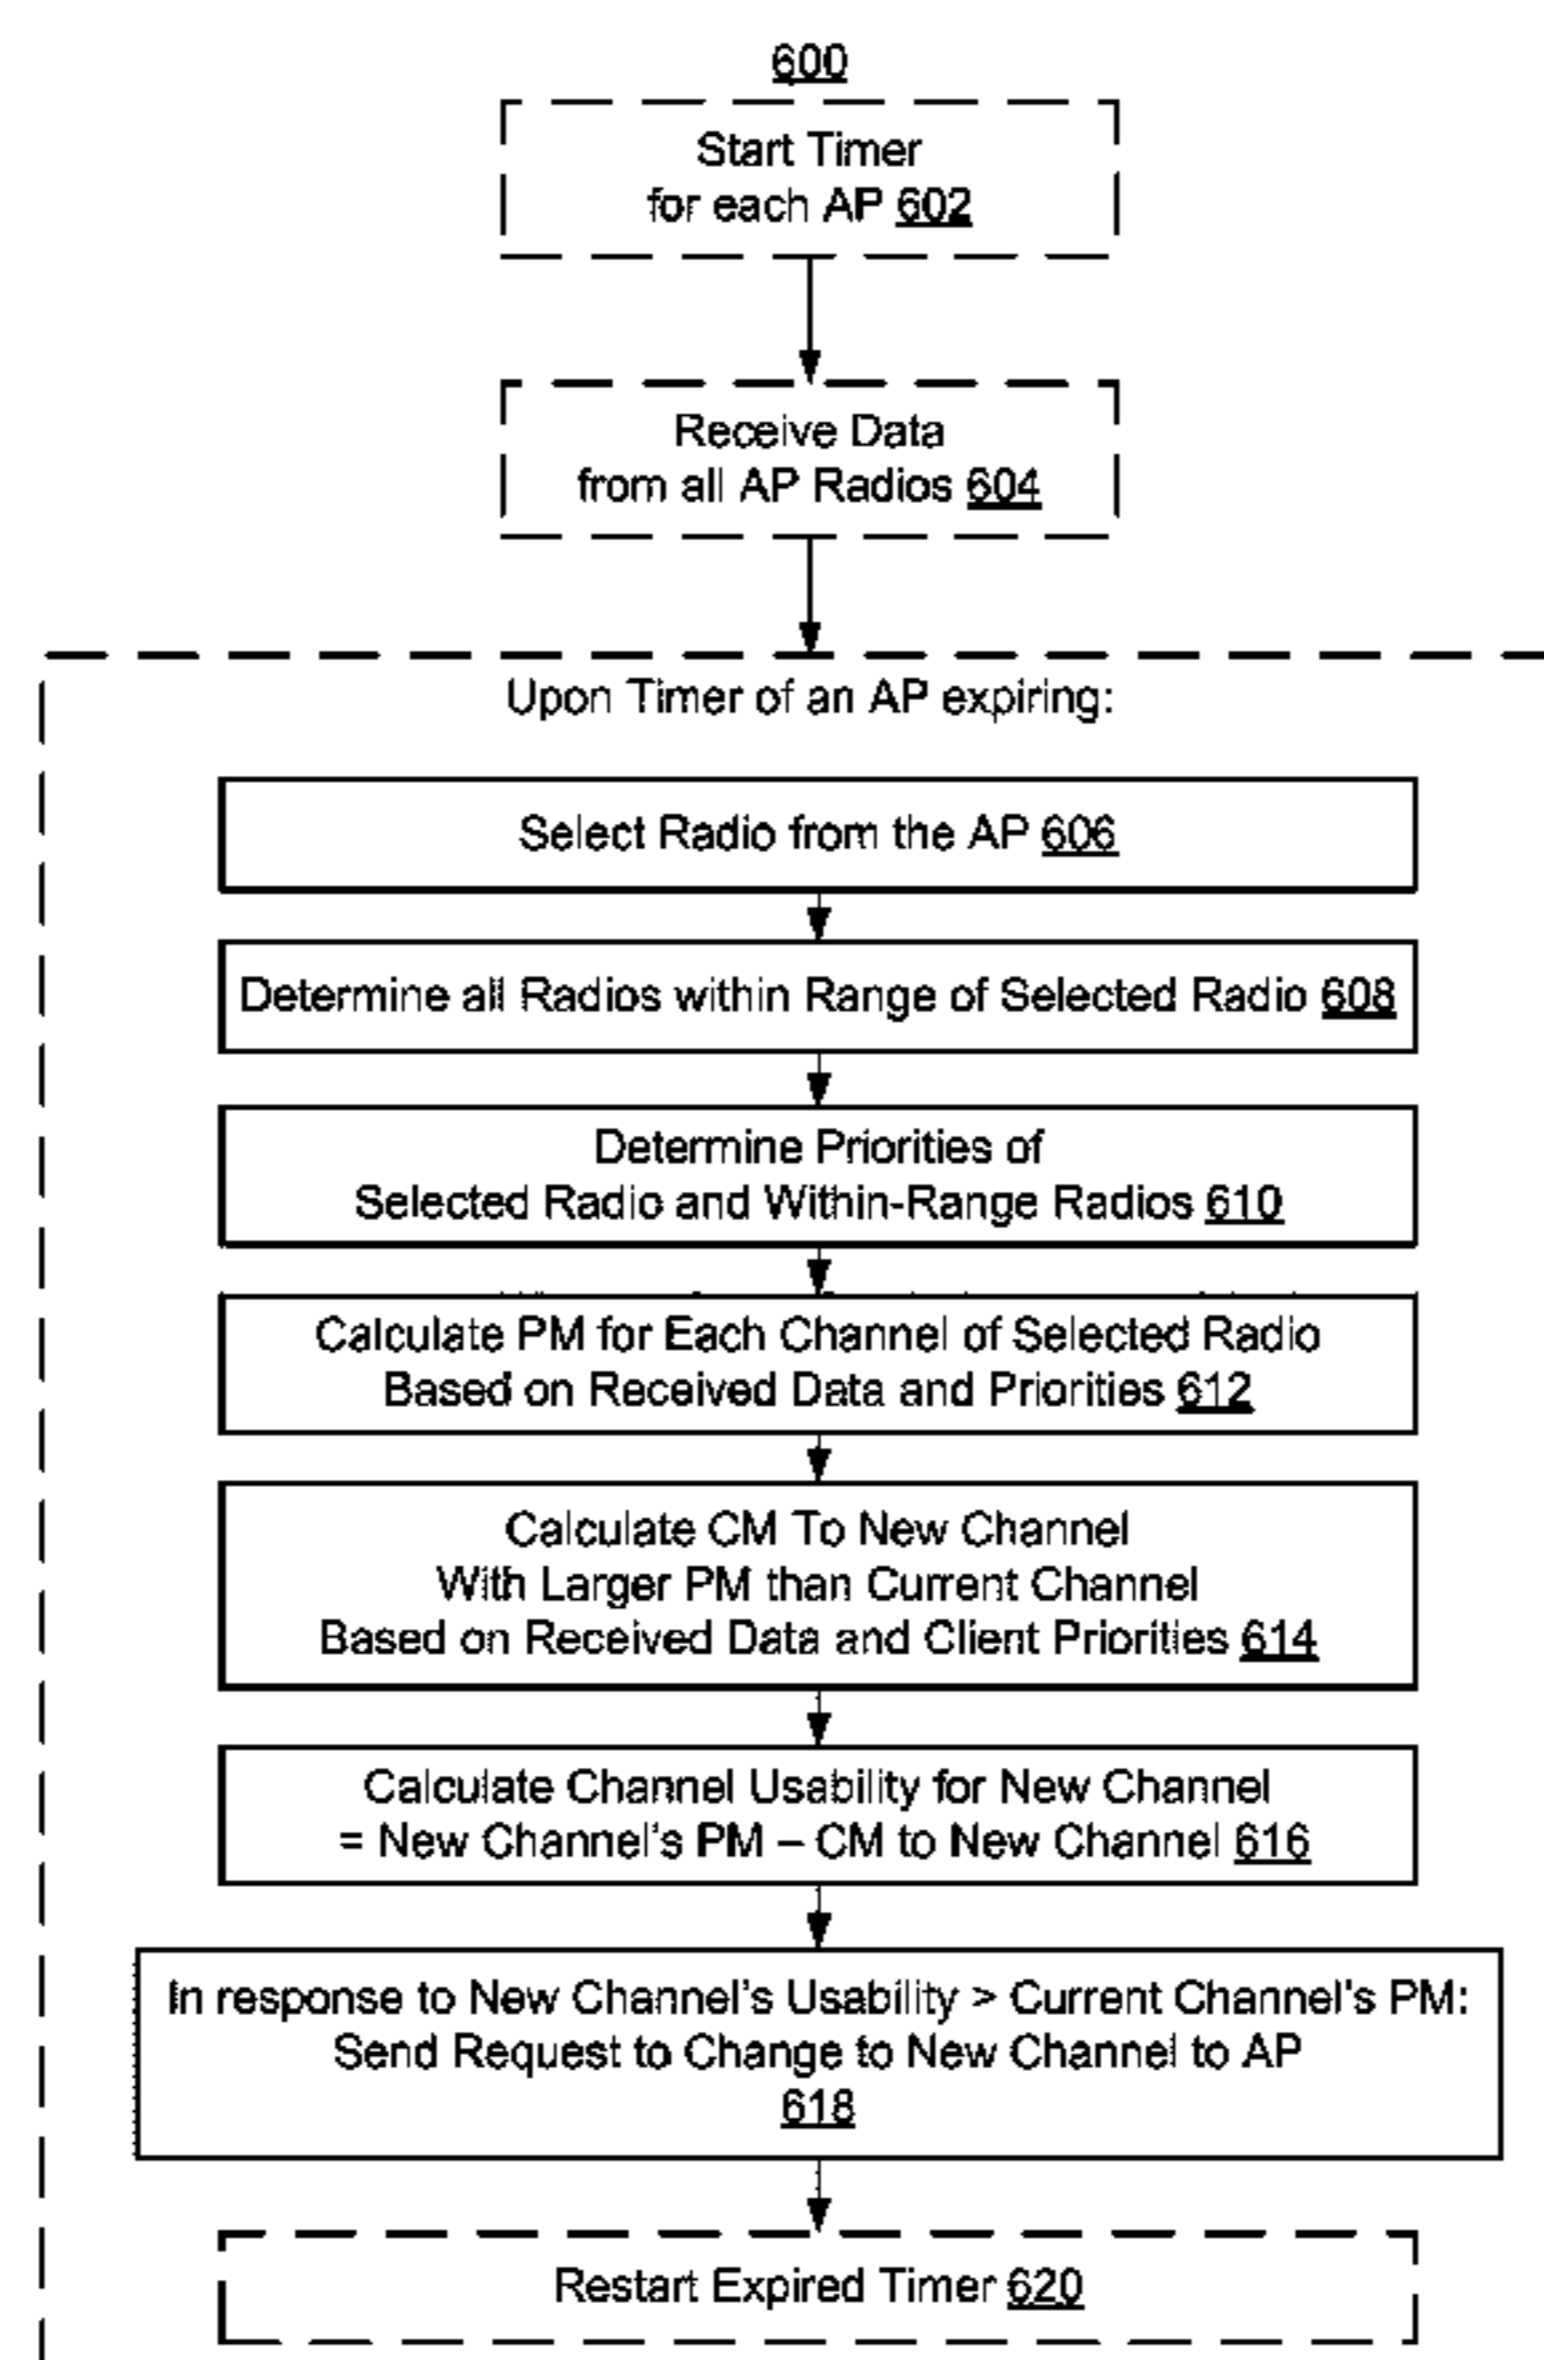 600
Start Timer
for each AP 602
Receive Data
from all AP Radios 604
Upon Timer of an AP expiring:
Select Radio from the AP 606
Determine all Radios within Range of Selected Radio 608
Determine Priorities of
Selected Radio and Within-Range Radios 610
Calculate PM for Each Channel of Selected Radio
Based on Received Data and Priorities 612
Calculate CM To New Channel
With Larger PM than Current Channel
Based on Received Data and Client Priorities 614
Calculate Channel Usability for New Channel
= New Channel's PM – CM to New Channel 616
In response to New Channel's Usability > Current Channel's PM:
Send Request to Change to New Channel to AP
618
Restart Expired Timer 620